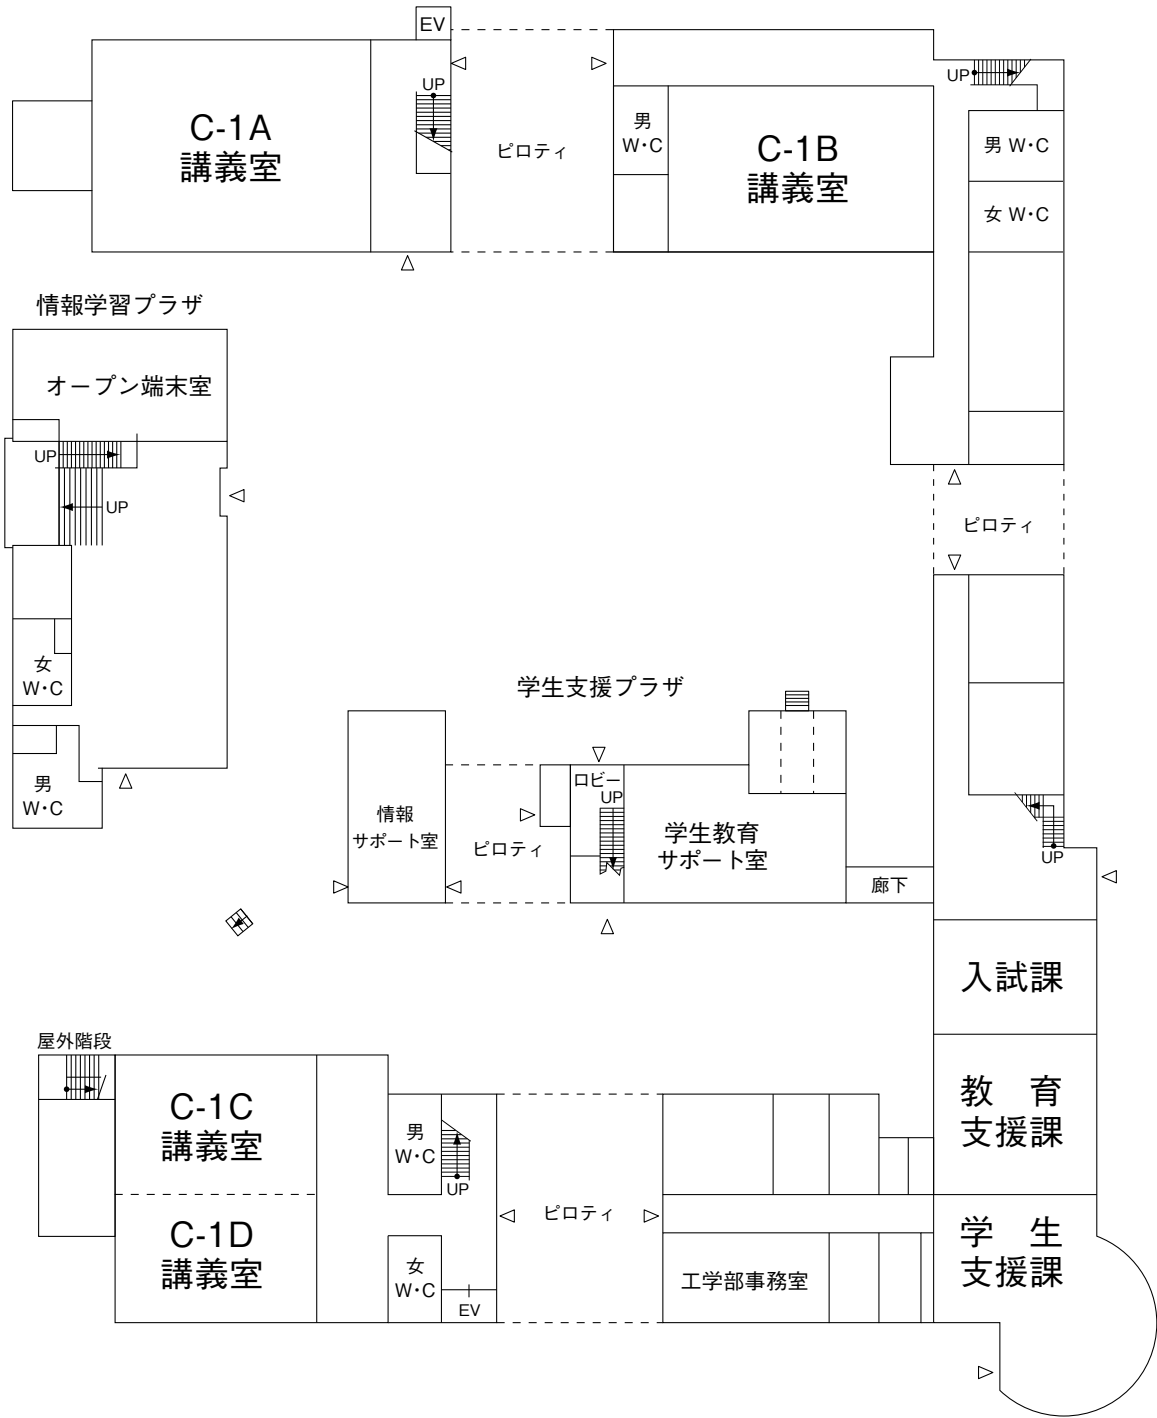 EV
UP
C-1A
講義室
ピロティ
男
W・C
C-1B
講義室
UP
男 W・C
女 W・C
情報学習プラザ
オープン端末室
UP
UP
女
W・C
男
W・C
ピロティ
学生支援プラザ
情報
サポート室
ピロティ
ロビー
UP
学生教育
サポート室
廊下
UP
入試課
教 育
支援課
学 生
支援課
屋外階段
C-1C
講義室
C-1D
講義室
男
W・C
UP
女
W・C
EV
ピロティ
工学部事務室